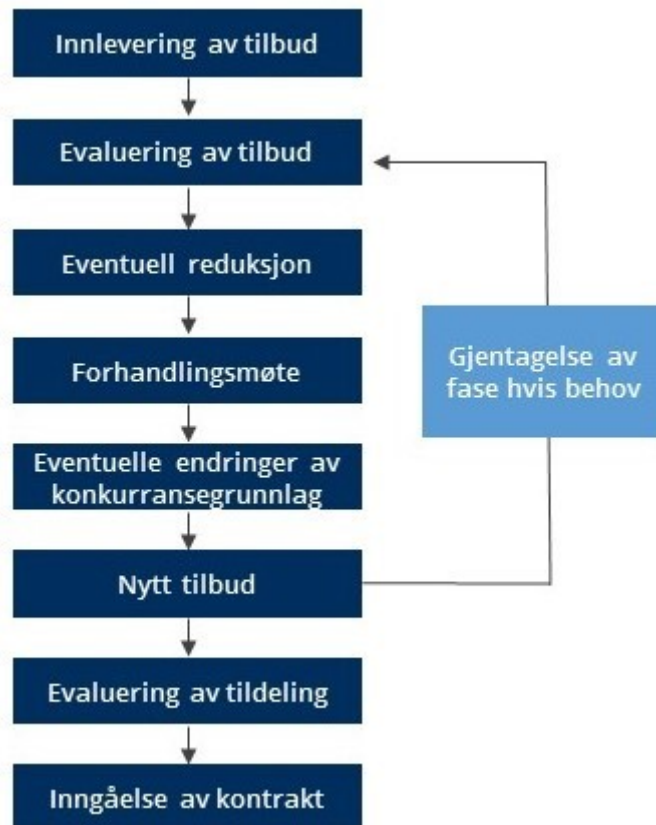 Innlevering av tilbud
Evaluering av tilbud
Eventuell reduksjon
Forhandlingsmøte
Eventuelle endringer av
konkurransegrunnlag
Nytt tilbud
Gjentagelse av
fase hvis behov
Evaluering av tildeling
Inngåelse av kontrakt